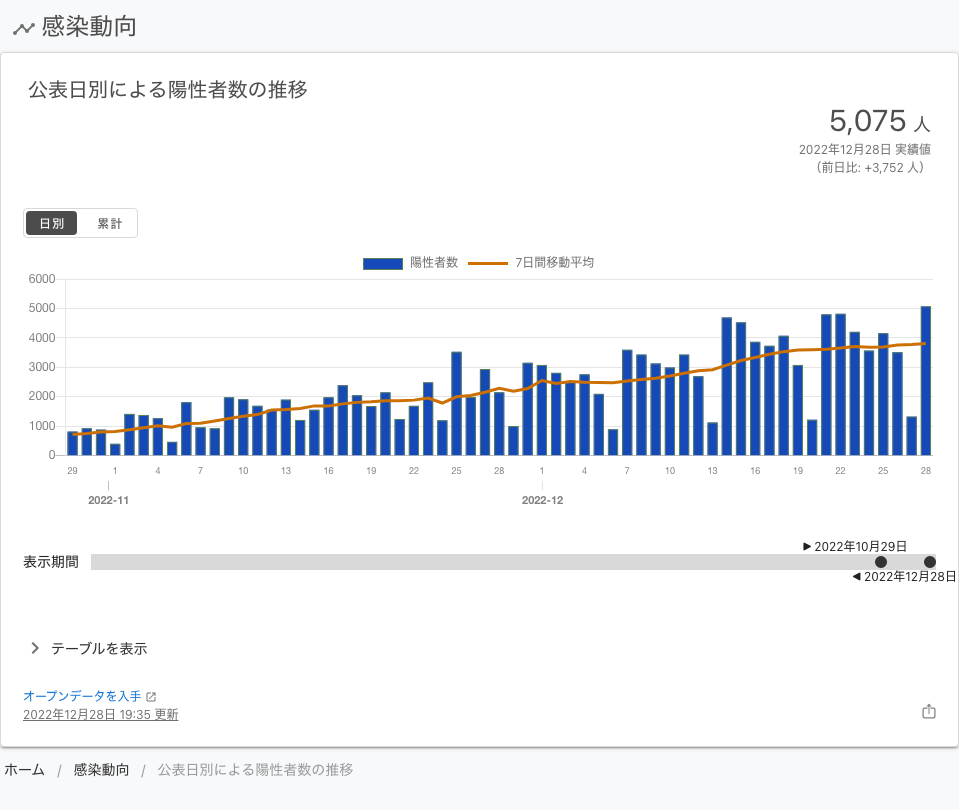 感染動向
公表日別による陽性者数の推移
5,075 人
2022年12月28日 実績値
（前日比: +3,752 人）
日別 累計
陽性者数 7日間移動平均
6000
5000
4000
3000
2000
1000
0
29 1 4 7 10 13 16 19 22 25 28 1 4 7 10 13 16 19 22 25 28
2022-11 2022-12
▶ 2022年10月29日
表示期間
◀ 2022年12月28日
テーブルを表示
オープンデータを入手
2022年12月28日 19:35 更新
ホーム / 感染動向 / 公表日別による陽性者数の推移